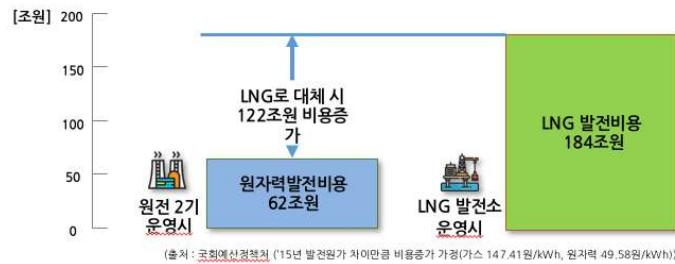 [조원]
200
150
100
50
0
LNG로 대체 시
122조원 비용증
가
원전 2기
운영시
원자력발전비용
62조원
LNG 발전소
운영시
LNG 발전비용
184조원
(출처 : 국회예산정책처 ('15년 발전원가 차이만큼 비용증가 가정(가스 147.41원/kWh, 원자력 49.58원/kWh))